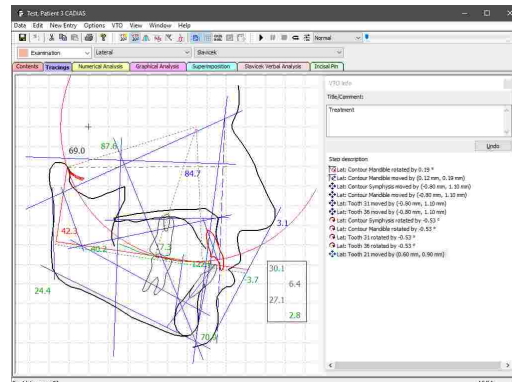 Test, Patient 3 CADIAS
Data Edit New Entry Options VTO View Window Help
Normal
Examination Lateral Slavicek
Contents Tracings Numerical Analysis Graphical Analysis Superimposition Slavicek Verbal Analysis Incisal Pin
VTO Info
Title/Comment:
Treatment
Undo
Step description
Lat: Contour Mandible rotated by 0.19 °
Lat: Contour Mandible moved by (0.12 mm, 0.19 mm)
Lat: Contour Symphysis moved by (-0.80 mm, 1.10 mm)
Lat: Contour Mandible moved by (-0.80 mm, 1.10 mm)
Lat: Tooth 31 moved by (-0.80 mm, 1.10 mm)
Lat: Tooth 36 moved by (-0.80 mm, 1.10 mm)
Lat: Contour Symphysis rotated by -0.53 °
Lat: Contour Mandible rotated by -0.53 °
Lat: Tooth 31 rotated by -0.53 °
Lat: Tooth 36 rotated by -0.53 °
Lat: Tooth 21 moved by (0.60 mm, 0.90 mm)
87.6
69.0
84.7
3.1
42.3
-3.7
24.4
30.1
6.4
27.1
2.8